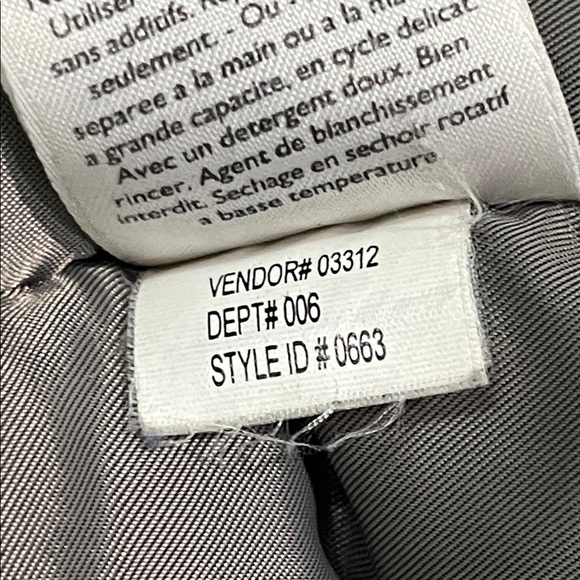 Utiliser
sans additifs.
seulement. - Ou
separee a la main ou a la
a grande capacite, en cycle delicat.
Avec un detergent doux. Bien
rincer. Agent de blanchissement
interdit. Sechage en sechoir rotatif
a basse temperature
VENDOR# 03312
DEPT# 006
STYLE ID # 0663